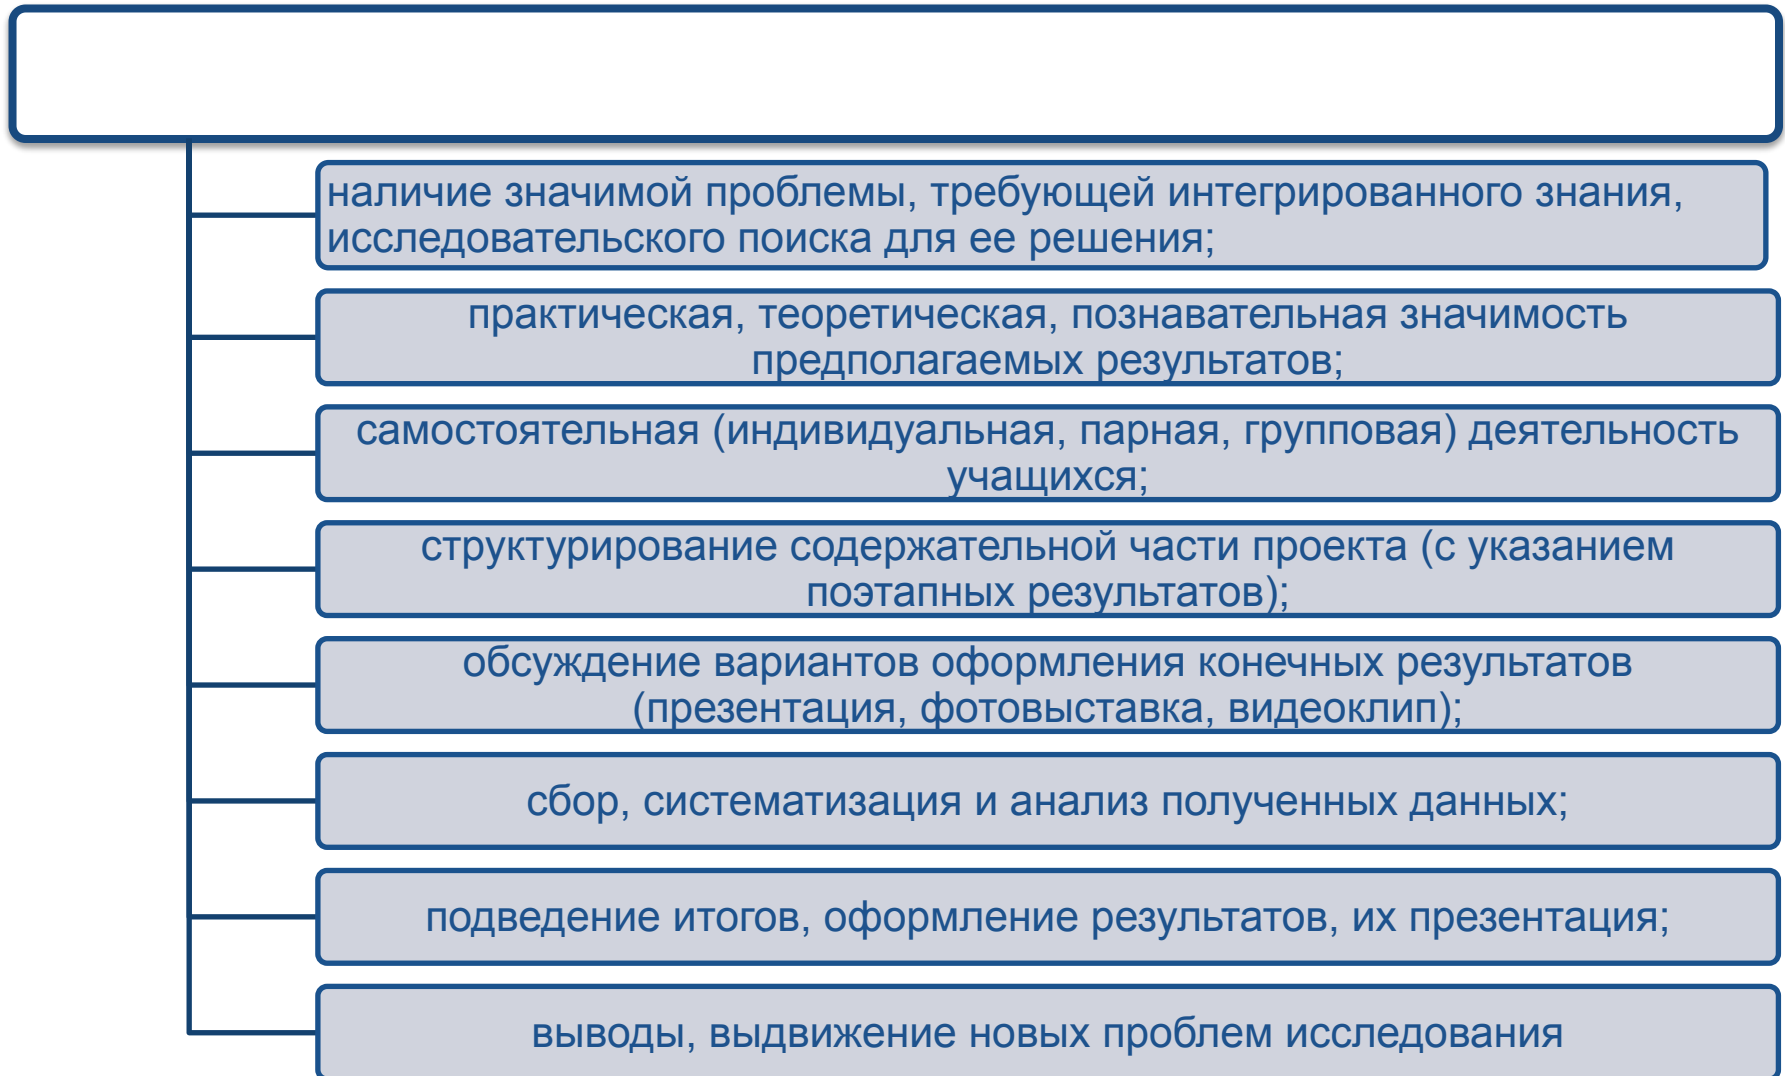 наличие значимой проблемы, требующей интегрированного знания,
исследовательского поиска для ее решения;
практическая, теоретическая, познавательная значимость
предполагаемых результатов;
самостоятельная (индивидуальная, парная, групповая) деятельность
учащихся;
структурирование содержательной части проекта (с указанием
поэтапных результатов);
обсуждение вариантов оформления конечных результатов
(презентация, фотовыставка, видеоклип);
сбор, систематизация и анализ полученных данных;
подведение итогов, оформление результатов, их презентация;
выводы, выдвижение новых проблем исследования